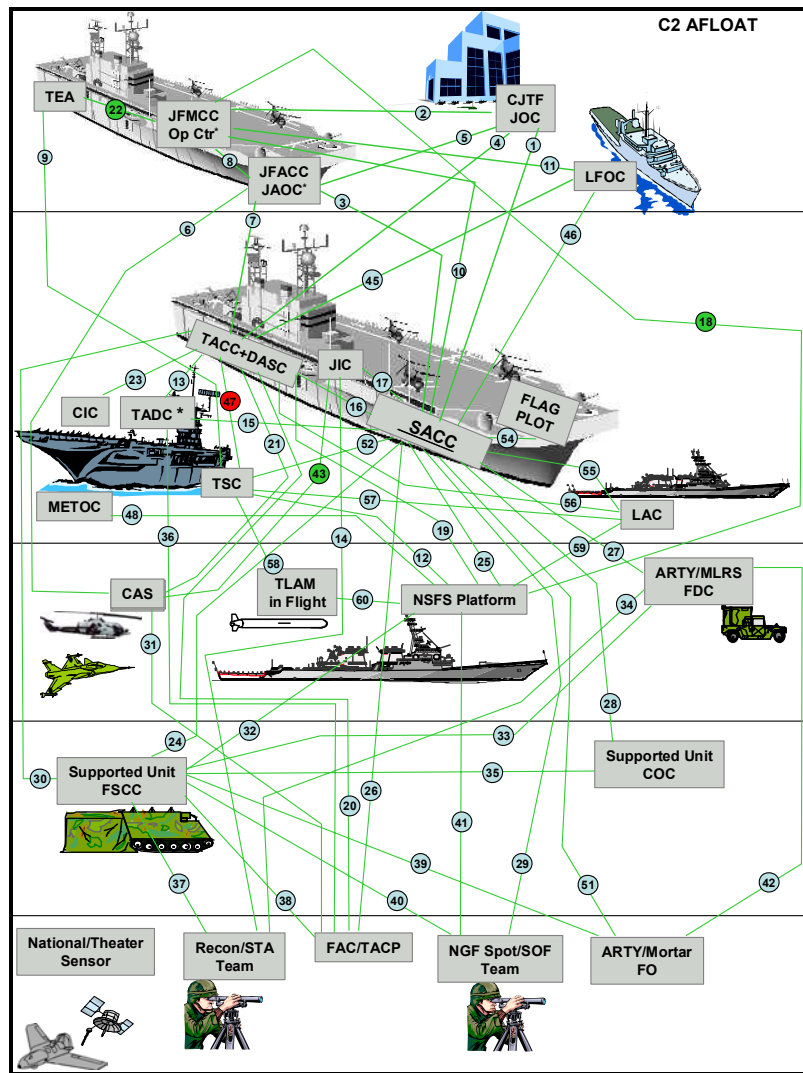 C2 AFLOAT
TEA
22
JFMCC
Op Ctr*
2
CJTF
JOC
5
4
1
9
8
JFACC
JAOC*
11
LFOC
6
3
7
46
10
45
18
TACC+DASC
JIC
17
23
13
16
FLAG
PLOT
CIC
TADC *
47
15
SACC
54
21
52
55
43
TSC
METOC
48
57
56
LAC
36
14
19
12
25
59
27
58
CAS
TLAM
in Flight
60
NSFS Platform
34
ARTY/MLRS
FDC
31
28
24
32
33
30
Supported Unit
FSCC
35
Supported Unit
COC
20
26
41
29
39
37
38
40
51
42
National/Theater
Sensor
Recon/STA
Team
FAC/TACP
NGF Spot/SOF
Team
ARTY/Mortar
FO